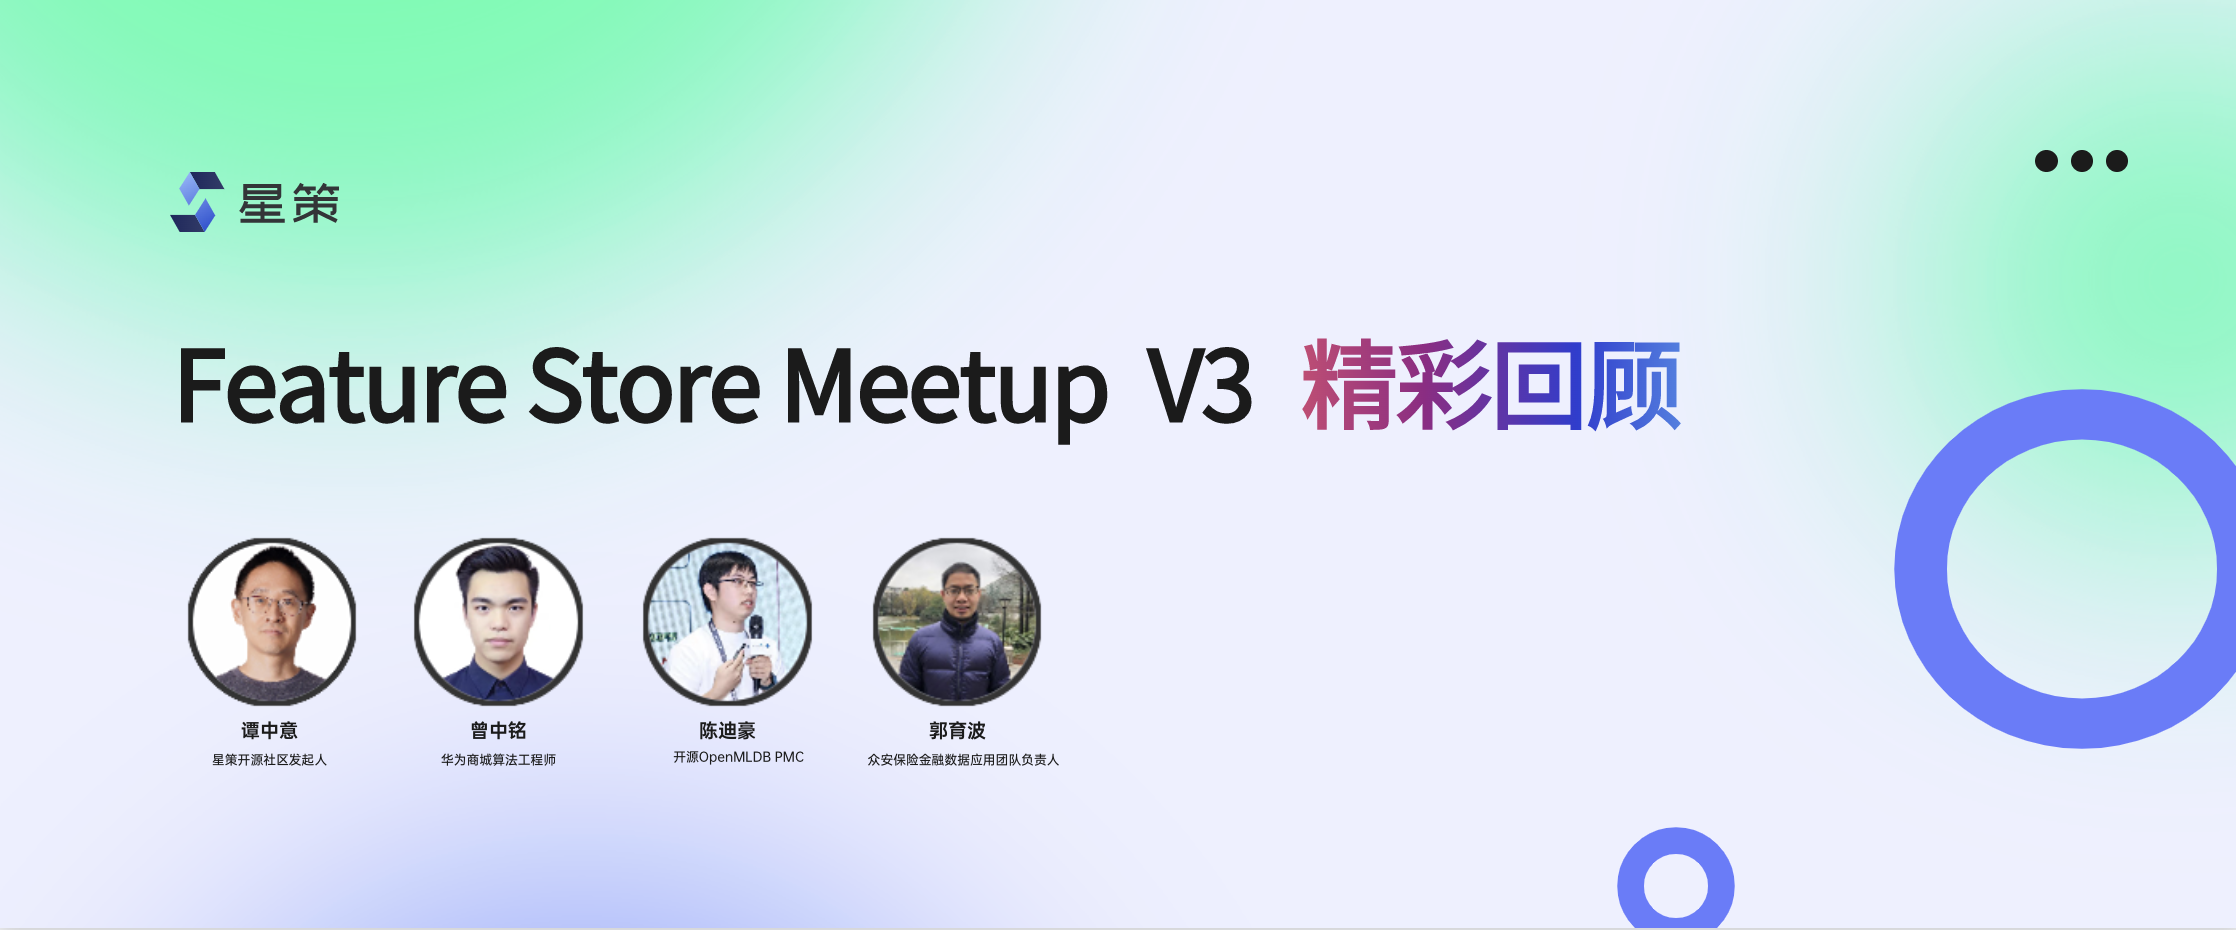 星策
Feature Store Meetup V3 精彩回顾
谭中意
星策开源社区发起人
曾中铭
华为商城算法工程师
陈迪豪
开源OpenMLDB PMC
郭育波
众安保险金融数据应用团队负责人